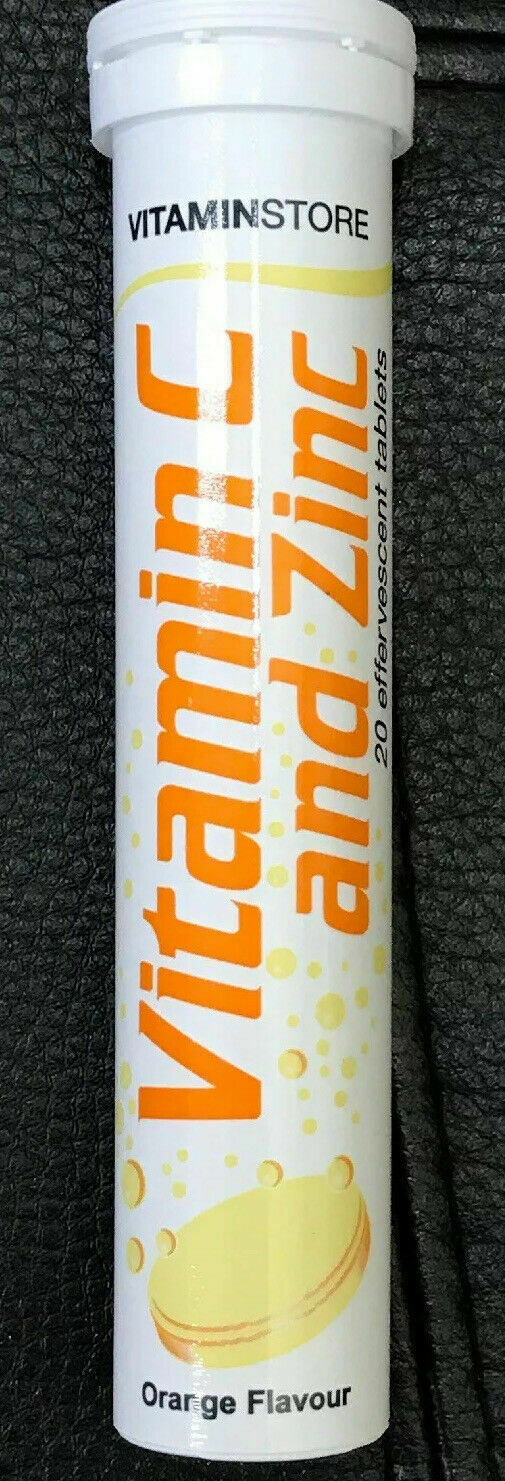 VITAMINSTORE
Vitamin C
and Zinc
20 effervescent tablets
Orange Flavour